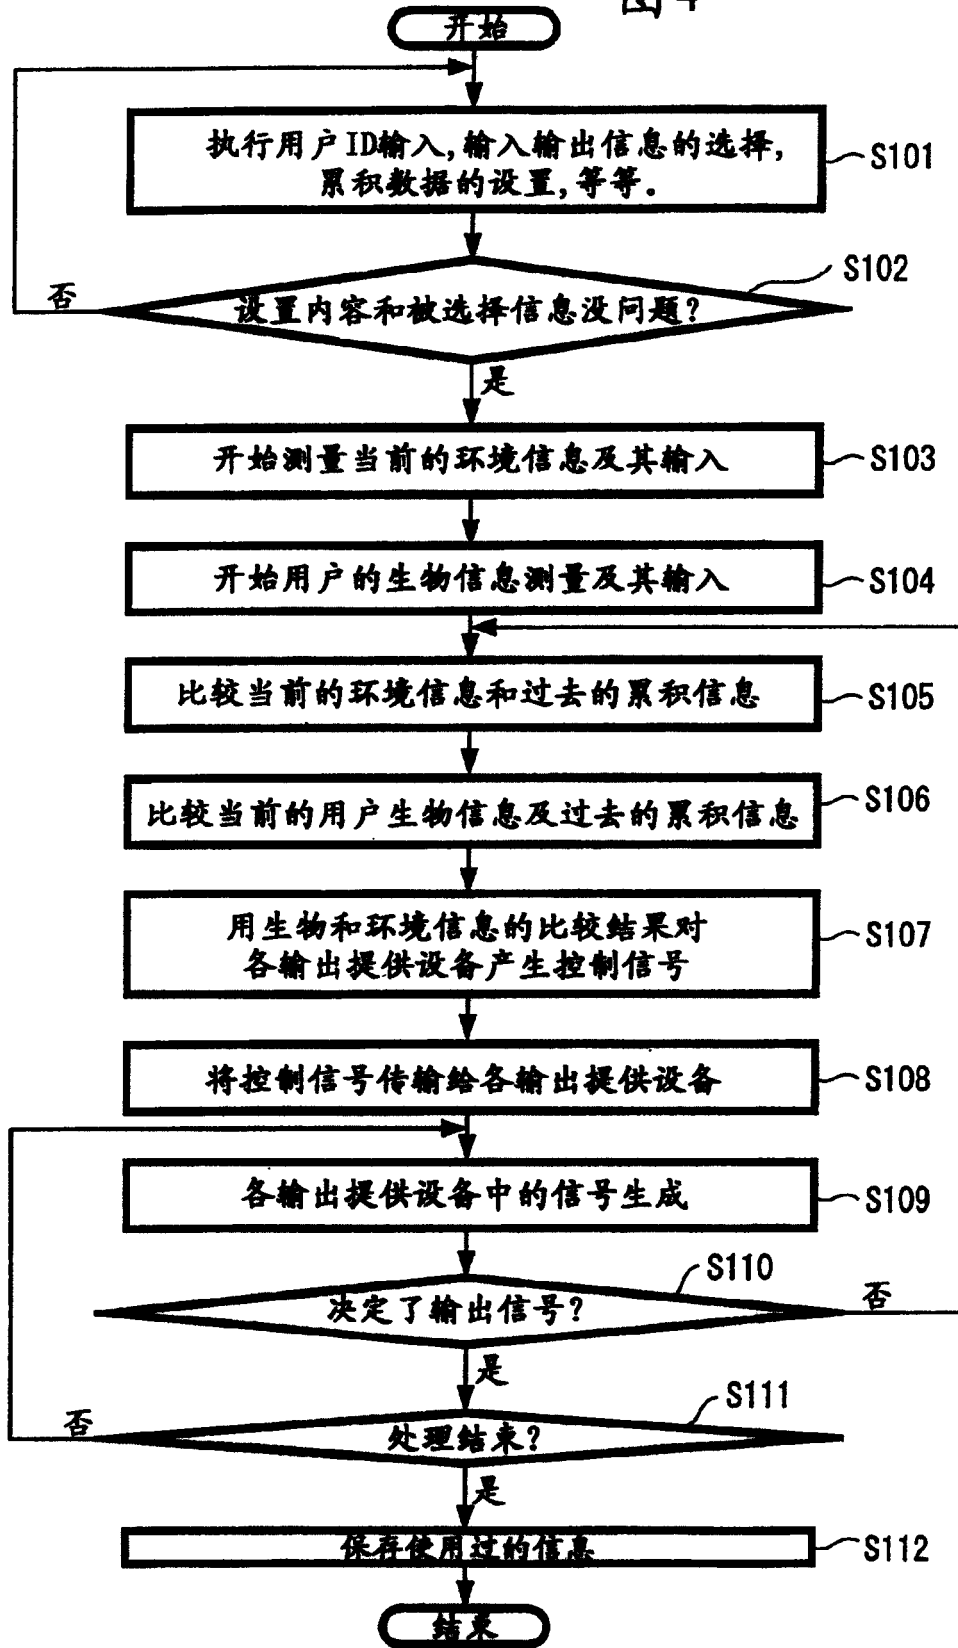 图4
开始
执行用户ID输入,输入输出信息的选择,
累积数据的设置,等等。
S101
S102
否
设置内容和被选择信息没问题?
是
开始测量当前的环境信息及其输入
S103
开始用户的生物信息测量及其输入
S104
比较当前的环境信息和过去的累积信息
S105
比较当前的用户生物信息及过去的累积信息
S106
用生物和环境信息的比较结果对
各输出提供设备产生控制信号
S107
将控制信号传输给各输出提供设备
S108
各输出提供设备中的信号生成
S109
S110
决定了输出信号?
否
是
S111
否
处理结束?
是
保存使用过的信息
S112
结束